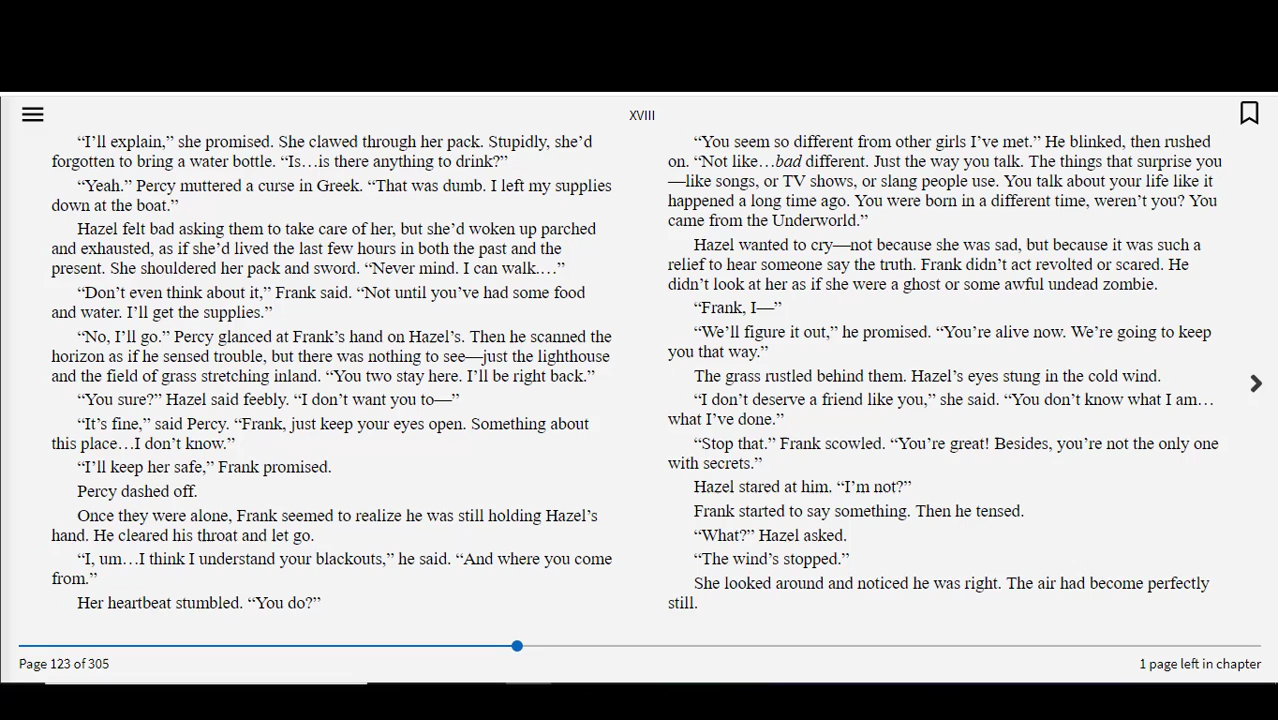 XVIII
“I’ll explain,” she promised. She clawed through her pack. Stupidly, she’d
forgotten to bring a water bottle. “Is…is there anything to drink?”
“Yeah.” Percy muttered a curse in Greek. “That was dumb. I left my supplies
down at the boat.”
Hazel felt bad asking them to take care of her, but she’d woken up parched
and exhausted, as if she’d lived the last few hours in both the past and the
present. She shouldered her pack and sword. “Never mind. I can walk.…”
“Don’t even think about it,” Frank said. “Not until you’ve had some food
and water. I’ll get the supplies.”
“No, I’ll go.” Percy glanced at Frank’s hand on Hazel’s. Then he scanned the
horizon as if he sensed trouble, but there was nothing to see—just the lighthouse
and the field of grass stretching inland. “You two stay here. I’ll be right back.”
“You sure?” Hazel said feebly. “I don’t want you to—”
“It’s fine,” said Percy. “Frank, just keep your eyes open. Something about
this place…I don’t know.”
“I’ll keep her safe,” Frank promised.
Percy dashed off.
Once they were alone, Frank seemed to realize he was still holding Hazel’s
hand. He cleared his throat and let go.
“I, um…I think I understand your blackouts,” he said. “And where you come
from.”
Her heartbeat stumbled. “You do?”
“You seem so different from other girls I’ve met.” He blinked, then rushed
on. “Not like…bad different. Just the way you talk. The things that surprise you
—like songs, or TV shows, or slang people use. You talk about your life like it
happened a long time ago. You were born in a different time, weren’t you? You
came from the Underworld.”
Hazel wanted to cry—not because she was sad, but because it was such a
relief to hear someone say the truth. Frank didn’t act revolted or scared. He
didn’t look at her as if she were a ghost or some awful undead zombie.
“Frank, I—”
“We’ll figure it out,” he promised. “You’re alive now. We’re going to keep
you that way.”
The grass rustled behind them. Hazel’s eyes stung in the cold wind.
“I don’t deserve a friend like you,” she said. “You don’t know what I am…
what I’ve done.”
“Stop that.” Frank scowled. “You’re great! Besides, you’re not the only one
with secrets.”
Hazel stared at him. “I’m not?”
Frank started to say something. Then he tensed.
“What?” Hazel asked.
“The wind’s stopped.”
She looked around and noticed he was right. The air had become perfectly
still.
Page 123 of 305
1 page left in chapter